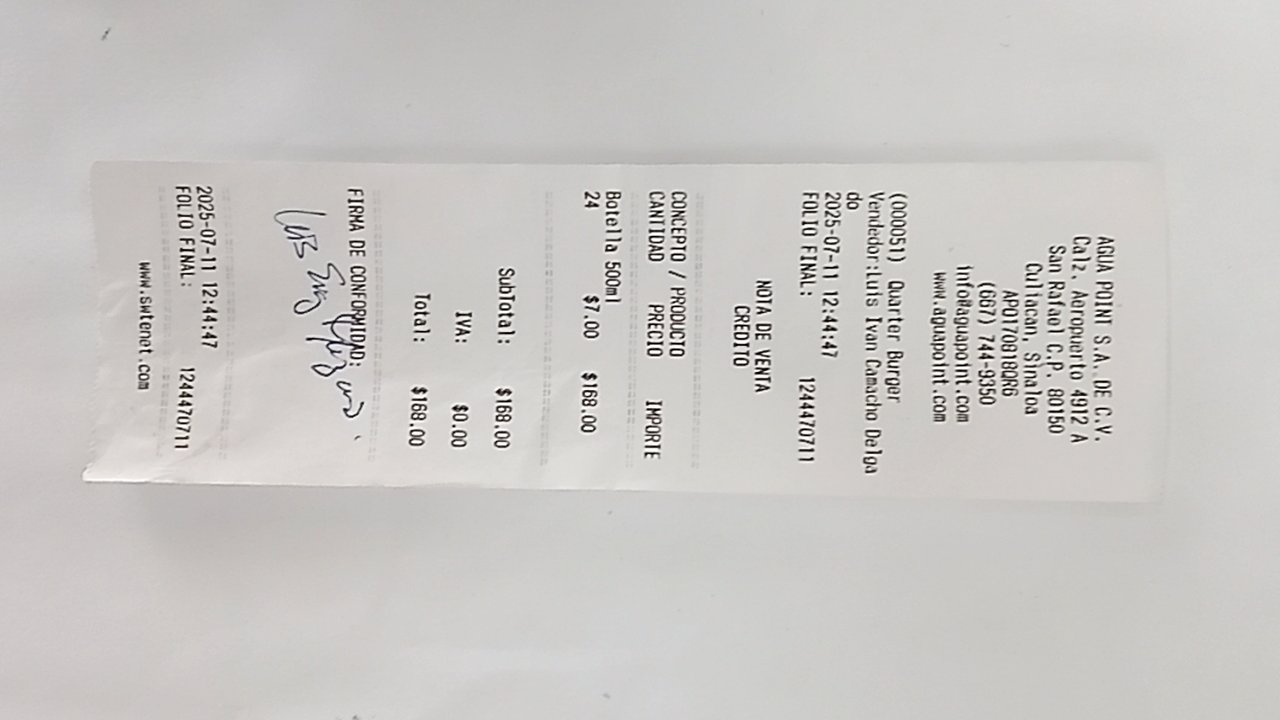 AGUA POINT S.A. DE C.V.
Calz. Aeropuerto 4912 A
San Rafael C.P. 80150
Culiacan, Sinaloa
APO170818QR6
(667) 744-9350
info@aguapoint.com
www.aguapoint.com
(000051) Quarter Burger
Vendedor:Luis Ivan Camacho Delga
do
2025-07-11 12:44:47
FOLIO FINAL: 1244470711
NOTA DE VENTA
CREDITO
CONCEPTO / PRODUCTO
CANTIDAD PRECIO IMPORTE
Botella 500ml
24 $7.00 $168.00
SubTotal: $168.00
IVA: $0.00
Total: $168.00
FIRMA DE CONFORMIDAD:
2025-07-11 12:44:47
FOLIO FINAL: 1244470711
www.swtenet.com